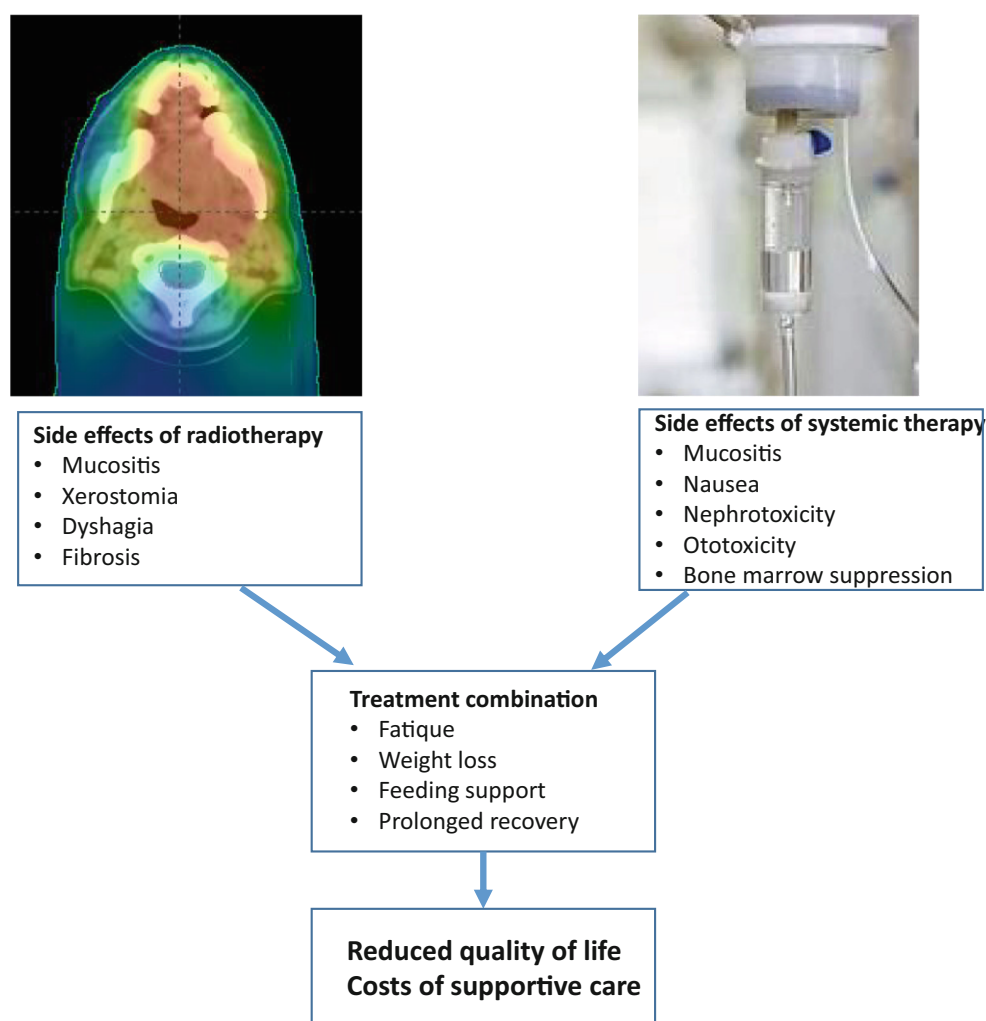 Side effects of radiotherapy
• Mucositis
• Xerostomia
• Dyshagia
• Fibrosis
Side effects of systemic therapy
• Mucositis
• Nausea
• Nephrotoxicity
• Ototoxicity
• Bone marrow suppression
Treatment combination
• Fatique
• Weight loss
• Feeding support
• Prolonged recovery
Reduced quality of life
Costs of supportive care